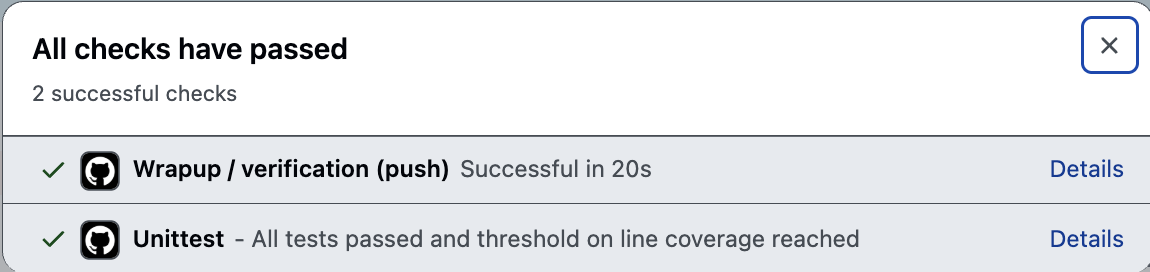 All checks have passed
2 successful checks
Wrapup / verification (push) Successful in 20s Details
Unittest - All tests passed and threshold on line coverage reached Details